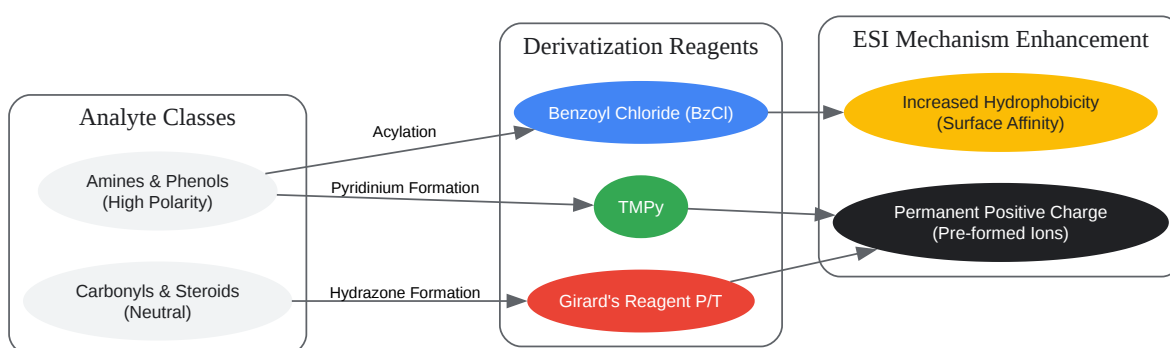 Analyte Classes
Amines & Phenols
(High Polarity)
Carbonyls & Steroids
(Neutral)
Acylation
Pyridinium Formation
Hydrazone Formation
Derivatization Reagents
Benzoyl Chloride (BzCl)
TMPy
Girard's Reagent P/T
ESI Mechanism Enhancement
Increased Hydrophobicity
(Surface Affinity)
Permanent Positive Charge
(Pre-formed Ions)